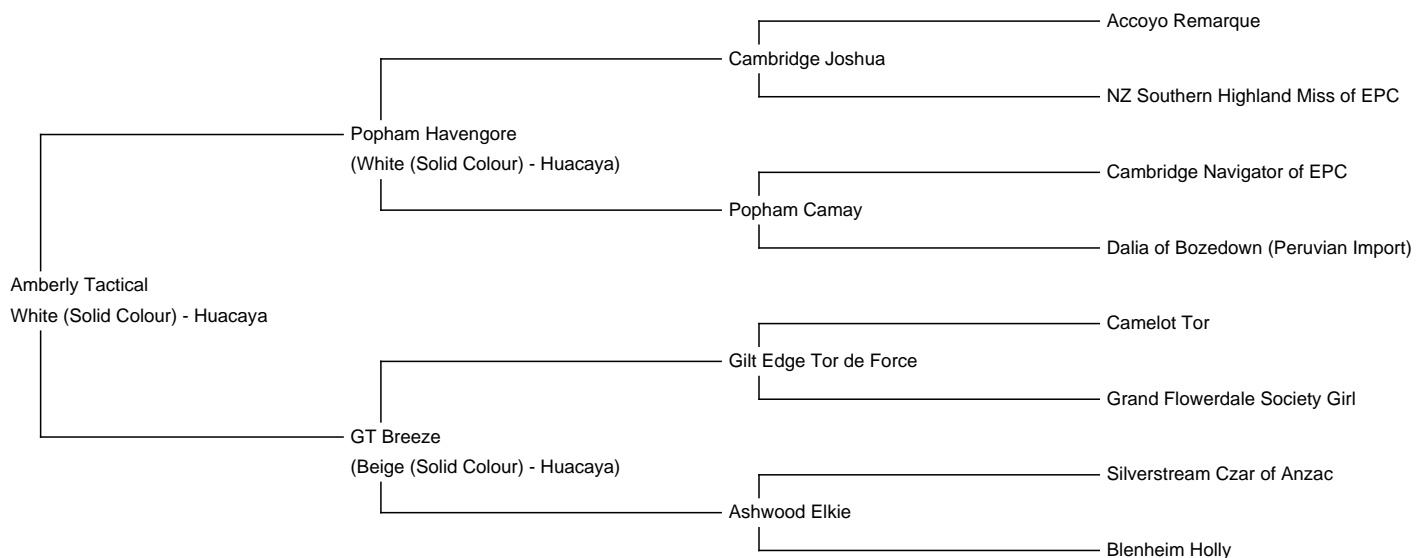 Accoyo Remarque
Cambridge Joshua
NZ Southern Highland Miss of EPC
Popham Havengore
(White (Solid Colour) - Huacaya)
Cambridge Navigator of EPC
Popham Camay
Dalia of Bozedown (Peruvian Import)
Amberly Tactical
White (Solid Colour) - Huacaya
Camelot Tor
Gilt Edge Tor de Force
Grand Flowerdale Society Girl
GT Breeze
(Beige (Solid Colour) - Huacaya)
Silverstream Czar of Anzac
Ashwood Elkie
Blenheim Holly